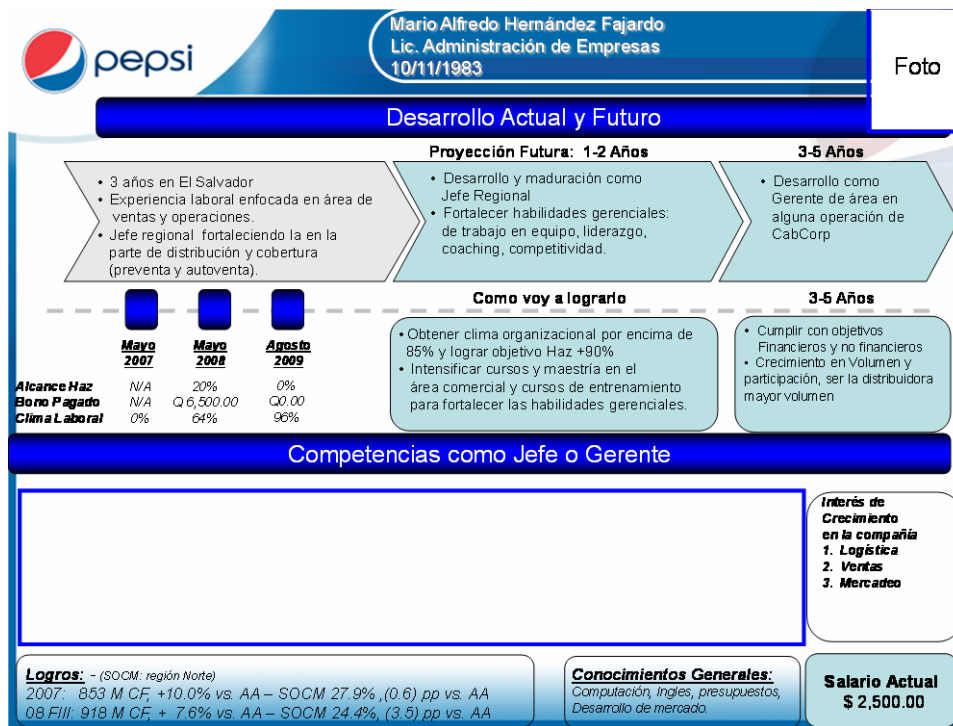 pepsi
Mario Alfredo Hernández Fajardo
Lic. Administración de Empresas
10/11/1983
Foto
Desarrollo Actual y Futuro
Proyección Futura: 1-2 Años
3-5 Años
• 3 años en El Salvador
• Experiencia laboral enfocada en área de
ventas y operaciones.
• Jefe regional fortaleciendo la en la
parte de distribución y cobertura
(preventa y autoventa).
• Desarrollo y maduración como
Jefe Regional
• Fortalecer habilidades gerenciales:
de trabajo en equipo, liderazgo,
coaching, competitividad.
• Desarrollo como
Gerente de área en
alguna operación de
CabCorp
Como voy a lograrlo
3-5 Años
Mayo 2007 Mayo 2008 Agosto 2009
Alcance Haz N/A 20% 0%
Bono Pagado N/A Q 6,500.00 Q0.00
Clima Laboral 0% 64% 96%
• Obtener clima organizacional por encima de
85% y lograr objetivo Haz +90%
• Intensificar cursos y maestría en el
área comercial y cursos de entrenamiento
para fortalecer las habilidades gerenciales.
• Cumplir con objetivos
Financieros y no financieros
• Crecimiento en Volumen y
participación, ser la distribuidora
mayor volumen
Competencias como Jefe o Gerente
Interés de
Crecimiento
en la compañía
1. Logística
2. Ventas
3. Mercadeo
Logros: - (SOCM: región Norte)
2007: 853 M CF, +10.0% vs. AA – SOCM 27.9% ,(0.6) pp vs. AA
08 FIII: 918 M CF, + 7.6% vs. AA – SOCM 24.4%, (3.5) pp vs. AA
Conocimientos Generales:
Computación, Ingles, presupuestos,
Desarrollo de mercado.
Salario Actual
$ 2,500.00